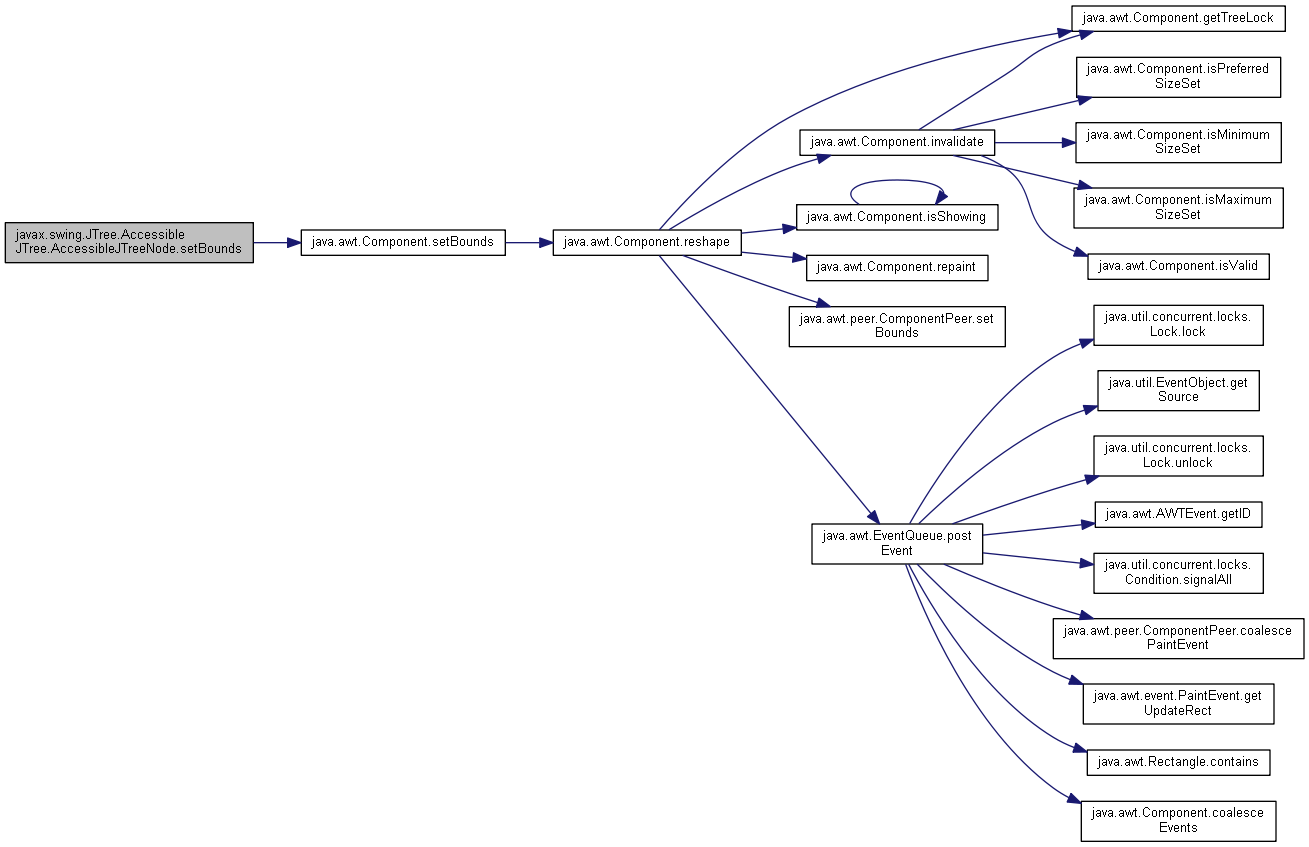 javax.swing.JTree.Accessible
JTree.AccessibleJTreeNode.setBounds
java.awt.Component.setBounds
java.awt.Component.reshape
java.awt.Component.getTreeLock
java.awt.Component.invalidate
java.awt.Component.isPreferred
SizeSet
java.awt.Component.isMinimum
SizeSet
java.awt.Component.isMaximum
SizeSet
java.awt.Component.isValid
java.awt.Component.isShowing
java.awt.Component.repaint
java.awt.peer.ComponentPeer.set
Bounds
java.awt.EventQueue.post
Event
java.util.concurrent.locks.
Lock.lock
java.util.EventObject.get
Source
java.util.concurrent.locks.
Lock.unlock
java.awt.AWTEvent.getID
java.util.concurrent.locks.
Condition.signalAll
java.awt.peer.ComponentPeer.coalesce
PaintEvent
java.awt.event.PaintEvent.get
UpdateRect
java.awt.Rectangle.contains
java.awt.Component.coalesce
Events